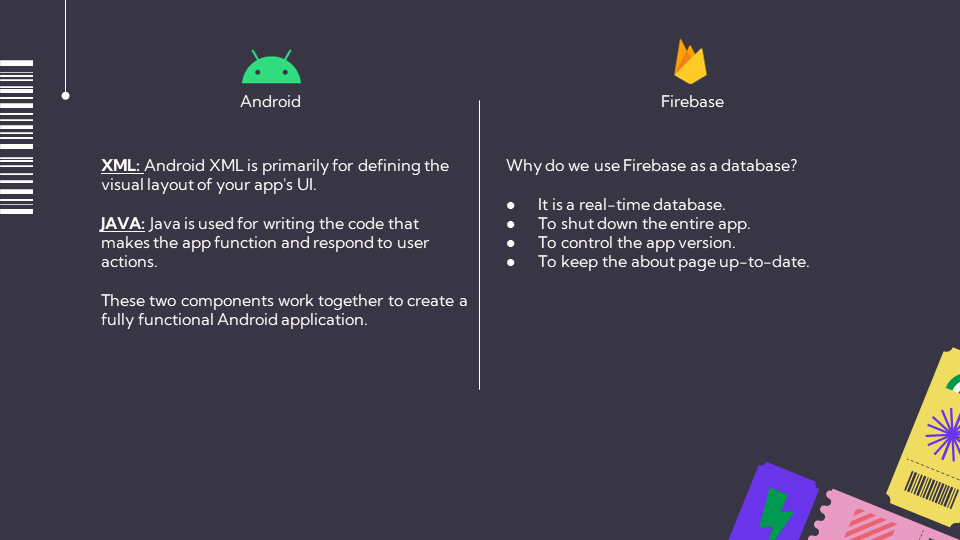 Android
XML: Android XML is primarily for defining the
visual layout of your app's UI.
JAVA: Java is used for writing the code that
makes the app function and respond to user
actions.
These two components work together to create a
fully functional Android application.
Firebase
Why do we use Firebase as a database?
● It is a real-time database.
● To shut down the entire app.
● To control the app version.
● To keep the about page up-to-date.